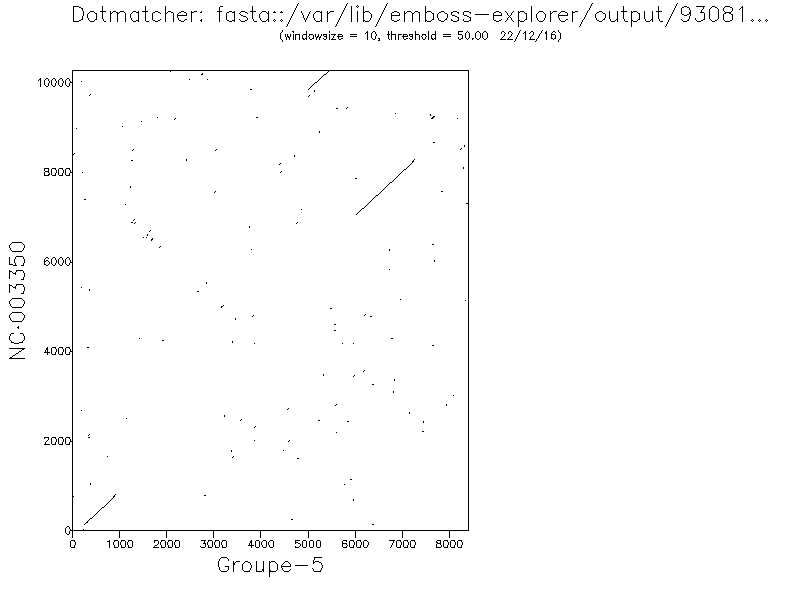 Dotmatcher: fasta::/var/lib/emboss-explorer/output/93081...
(windowsize = 10, threshold = 50.00 22/12/16)
10000
8000
6000
4000
2000
0
NC-003350
0 1000 2000 3000 4000 5000 6000 7000 8000
Groupe-5